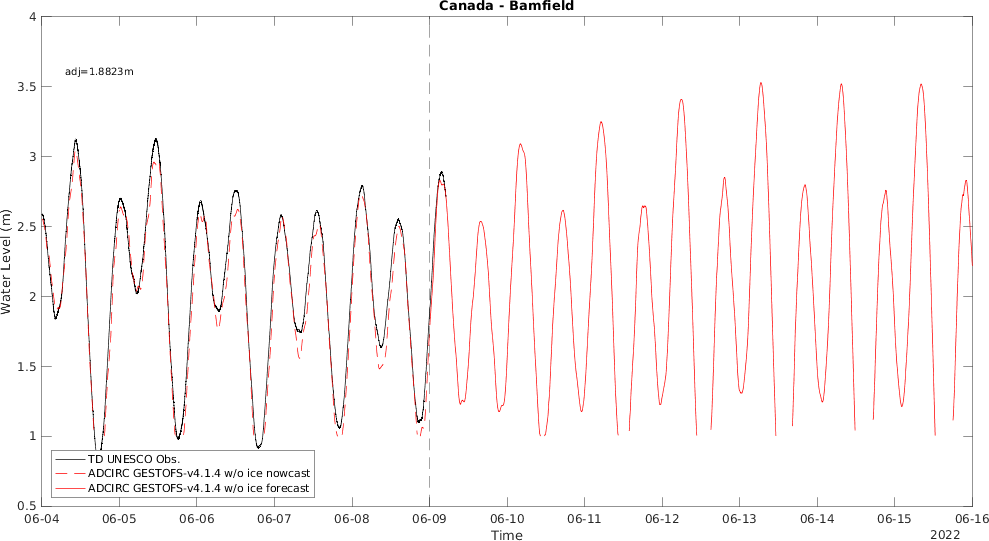 Canada - Bamfield
adj=1.8823m
Water Level (m)
4
3.5
3
2.5
2
1.5
1
0.5
TD UNESCO Obs.
ADCIRC GESTOFS-v4.1.4 w/o ice nowcast
ADCIRC GESTOFS-v4.1.4 w/o ice forecast
06-04 06-05 06-06 06-07 06-08 06-09 06-10 06-11 06-12 06-13 06-14 06-15 06-16
Time
2022